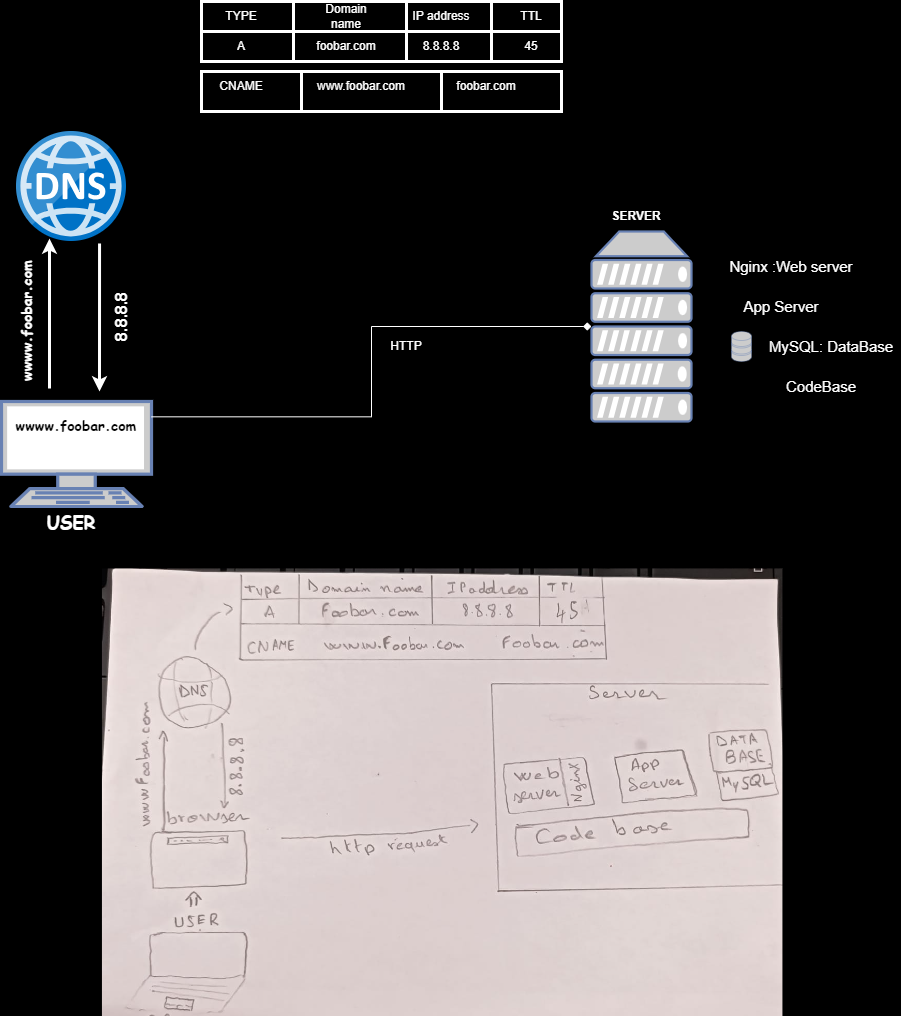 TYPE Domain name IP address TTL
A foobar.com 8.8.8.8 45
CNAME www.foobar.com foobar.com
DNS
wwww.foobar.com
8.8.8.8
wwww.foobar.com
USER
HTTP
SERVER
Nginx :Web server
App Server
MySQL: DataBase
CodeBase
Type Domain name IPaddress TTL
A Foobar.com 8.8.8.8 45
CNAME www.Foobar.com Foobar.com
DNS
www.foobar.com
8.8.8.8
browser
USER
http request
Server
Web server Nginx
App Server
DATA BASE
MySQL
Code base